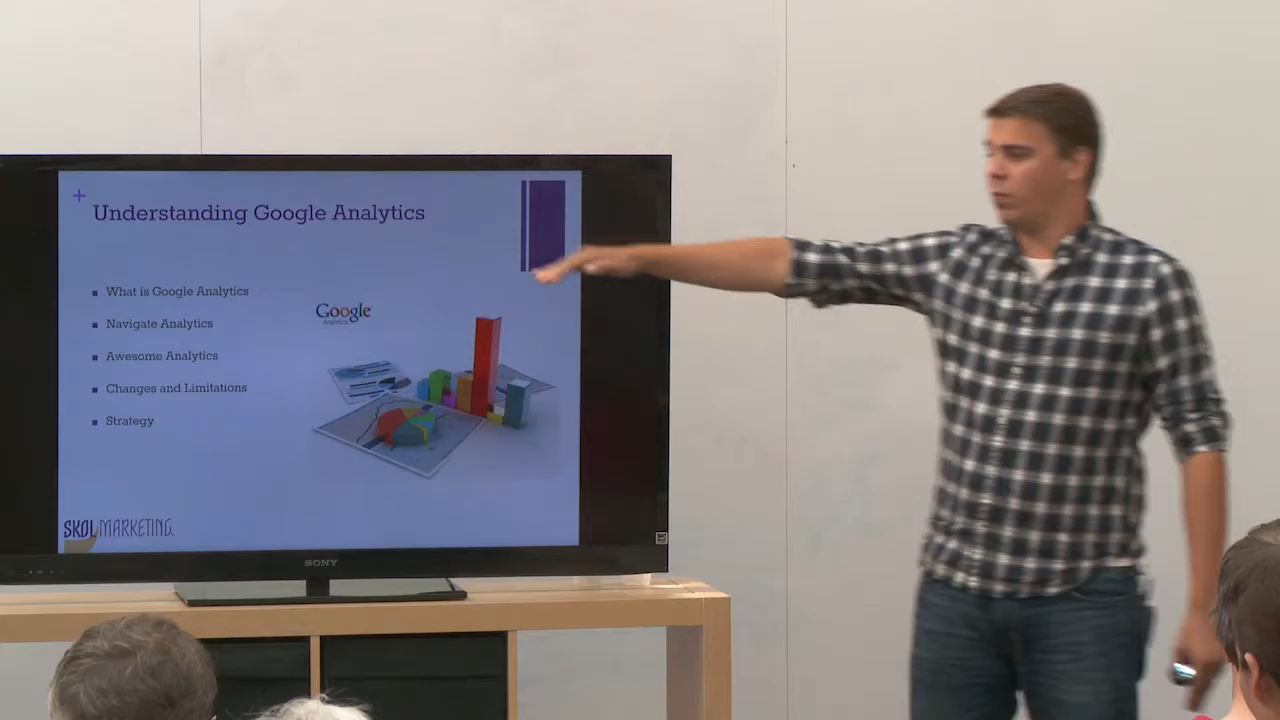 +
Understanding Google Analytics
What is Google Analytics
Navigate Analytics
Awesome Analytics
Changes and Limitations
Strategy
Google
Analytics
SKOL MARKETING.
SONY